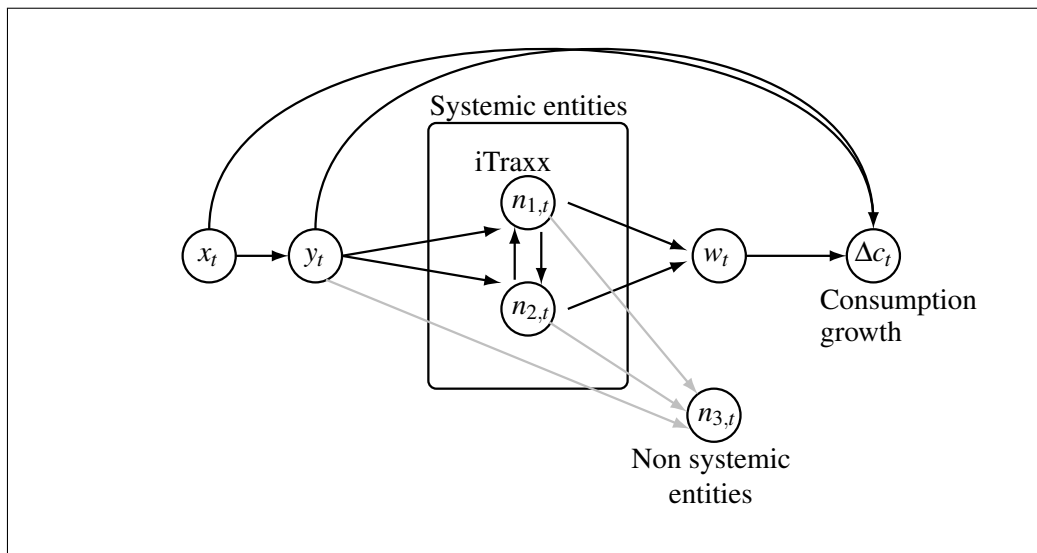 Systemic entities
iTraxx
n₁,ₜ
xₜ
yₜ
wₜ
Δcₜ
n₂,ₜ
Consumption
growth
n₃,ₜ
Non systemic
entities